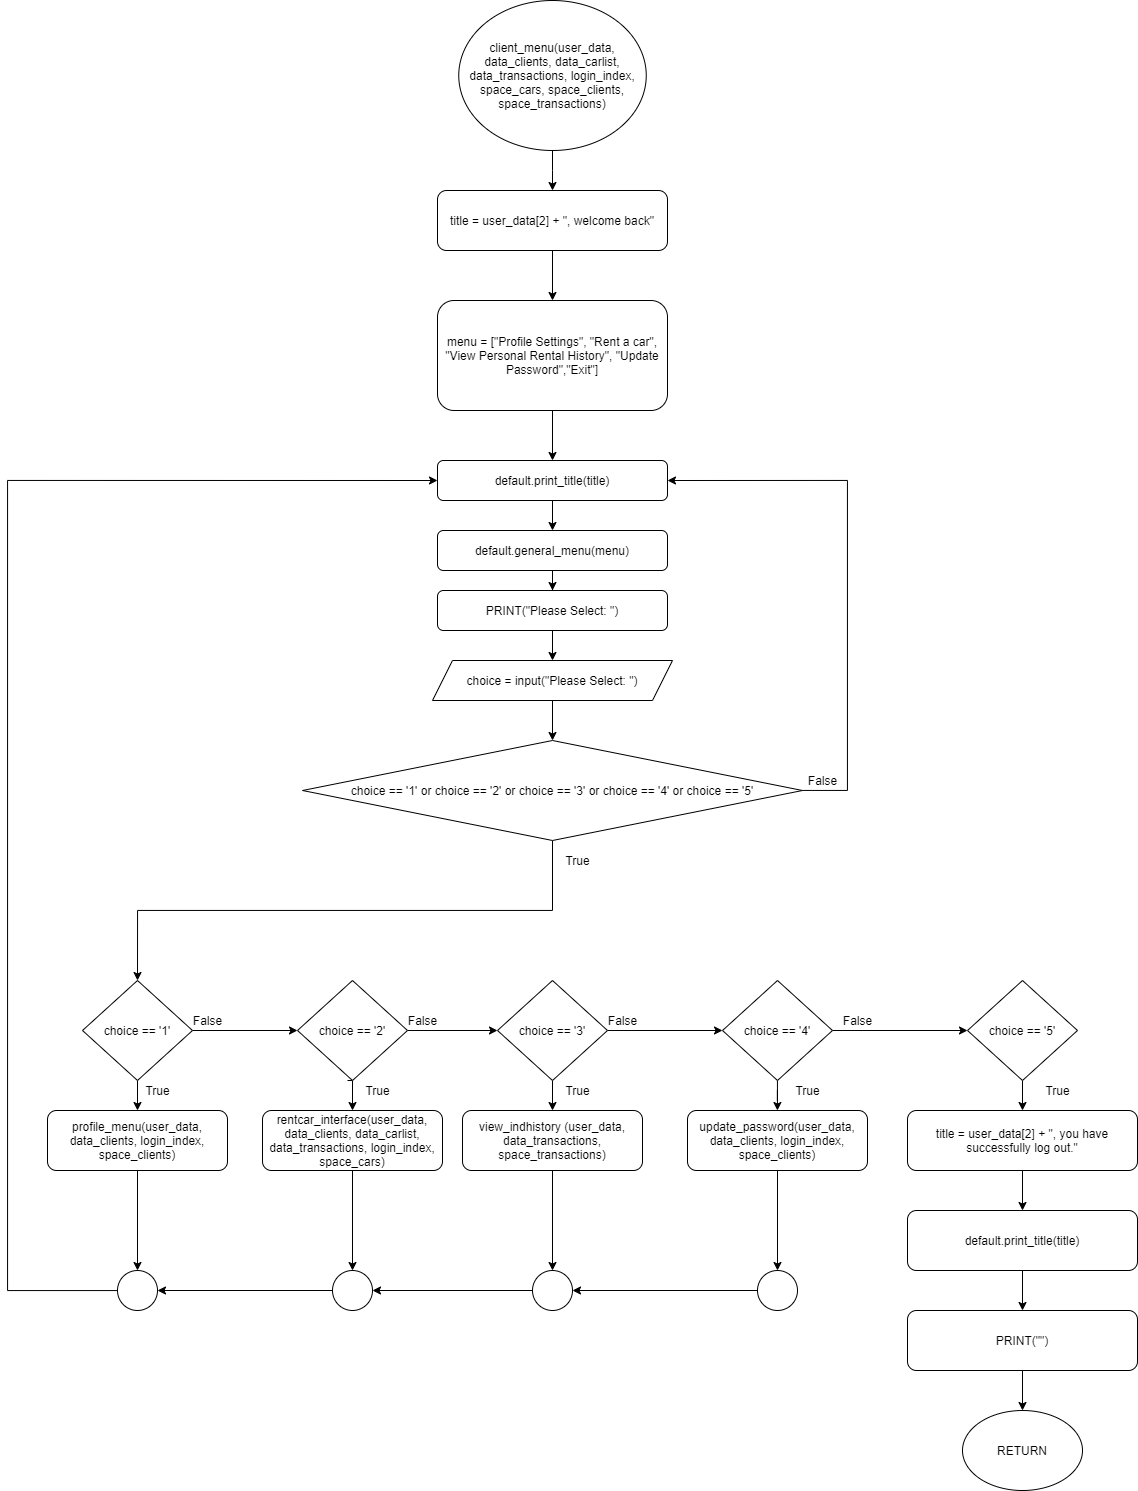 client_menu(user_data,
data_clients, data_carlist,
data_transactions, login_index,
space_cars, space_clients,
space_transactions)
title = user_data[2] + ", welcome back"
menu = ["Profile Settings", "Rent a car",
"View Personal Rental History", "Update
Password","Exit"]
default.print_title(title)
default.general_menu(menu)
PRINT("Please Select: ")
choice = input("Please Select: ")
choice == '1' or choice == '2' or choice == '3' or choice == '4' or choice == '5'
False
True
choice == '1'
False
choice == '2'
False
choice == '3'
False
choice == '4'
False
choice == '5'
True
True
True
True
True
profile_menu(user_data,
data_clients, login_index,
space_clients)
rentcar_interface(user_data,
data_clients, data_carlist,
data_transactions, login_index,
space_cars)
view_indhistory (user_data,
data_transactions,
space_transactions)
update_password(user_data,
data_clients, login_index,
space_clients)
title = user_data[2] + ", you have
successfully log out."
default.print_title(title)
PRINT("")
RETURN